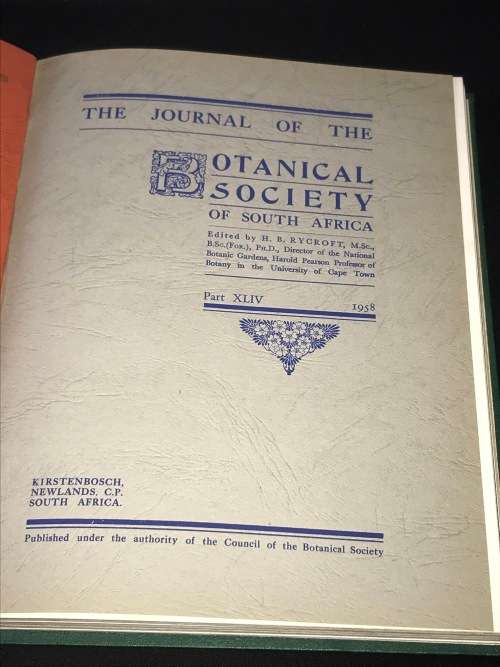 THE JOURNAL OF THE
BOTANICAL
SOCIETY
OF SOUTH AFRICA
Edited by H. B. RYCROFT, M.Sc.,
B.Sc.(For.), Ph.D., Director of the National
Botanic Gardens, Harold Pearson Professor of
Botany in the University of Cape Town
Part XLIV 1958
KIRSTENBOSCH,
NEWLANDS, C.P.
SOUTH AFRICA.
Published under the authority of the Council of the Botanical Society